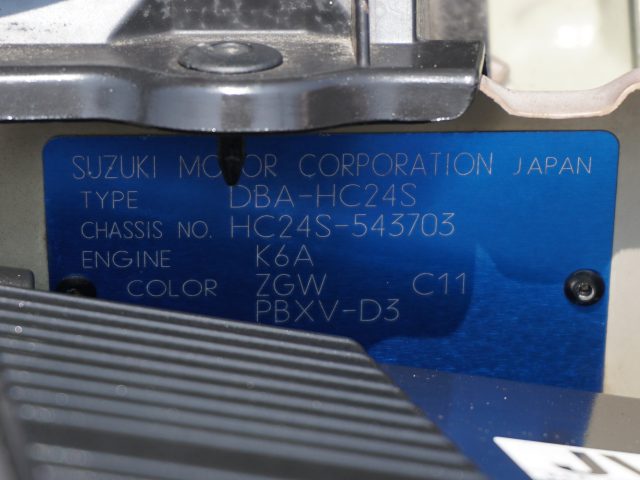 SUZUKI MOTOR CORPORATION JAPAN
TYPE DBA-HC24S
CHASSIS NO. HC24S-543703
ENGINE K6A
COLOR ZGW C11
PBXV-D3